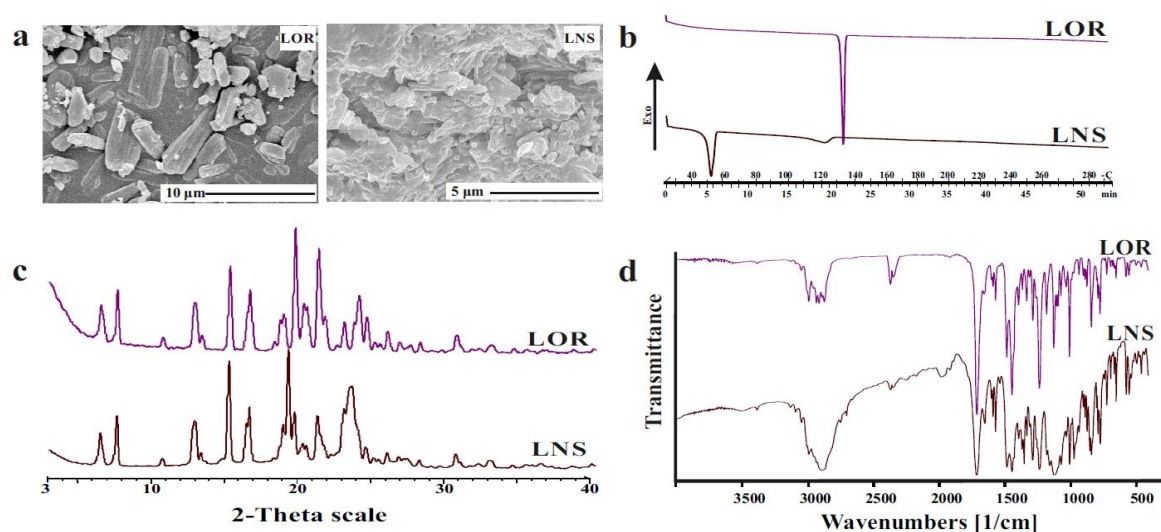 a
LOR
10 µm
LNS
5 µm
b
LOR
Exo
LNS
40 60 80 100 120 140 160 180 200 220 240 260 280 °C
0 5 10 15 20 25 30 35 40 45 50 min
c
LOR
LNS
3 10 20 30 40
2-Theta scale
d
LOR
Transmittance
LNS
3500 3000 2500 2000 1500 1000 500
Wavenumbers [1/cm]